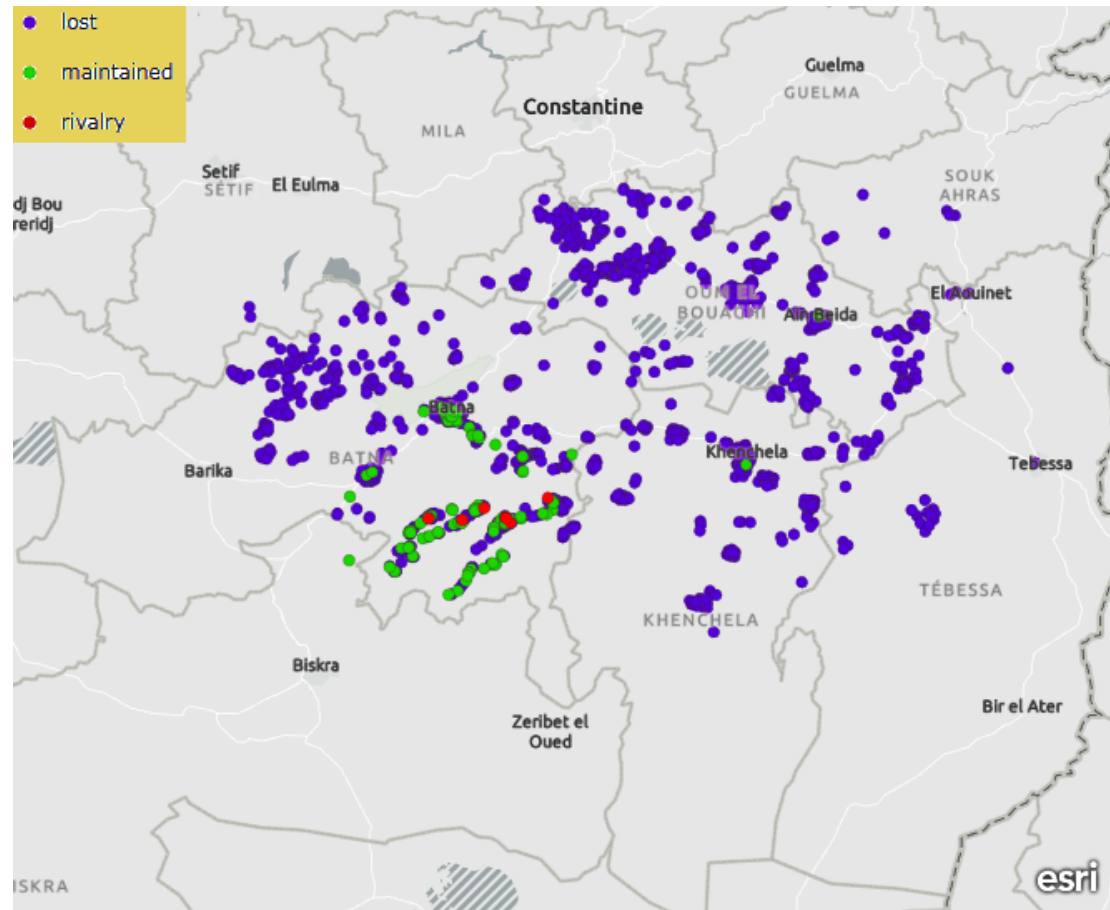 lost
maintained
rivalry
Guelma
GUELMA
Constantine
MILA
Setif
SÉTIF
El Eulma
SOUK
AHRAS
dj Bou
reridj
El Aouinet
OUM EL
BOUAGHI
Ain Beida
Batna
BATNA
Barika
Khenchela
Tebessa
TÉBESSA
KHENCHELA
Biskra
Zeribet el
Oued
Bir el Ater
ISKRA
esri